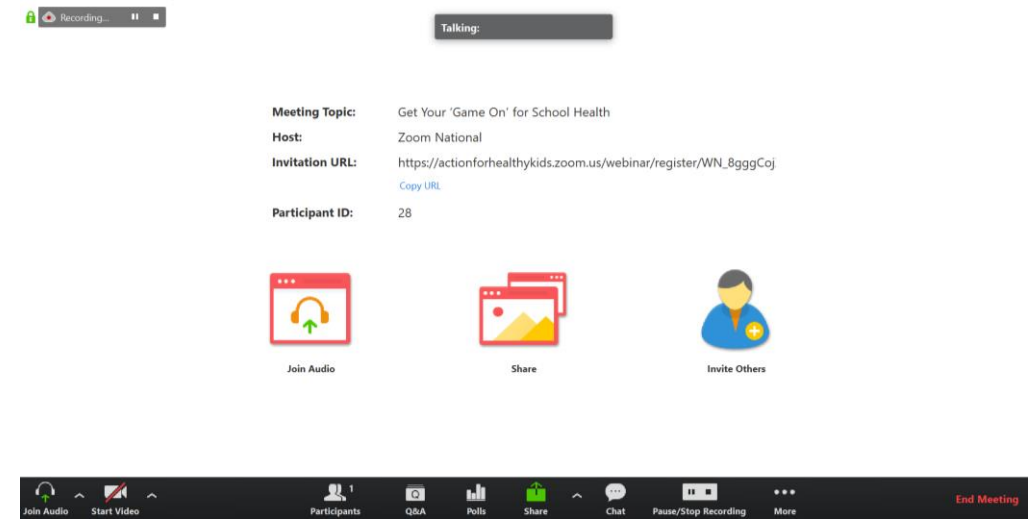 Recording...
Talking:
Meeting Topic: Get Your 'Game On' for School Health
Host: Zoom National
Invitation URL: https://actionforhealthykids.zoom.us/webinar/register/WN_8gggCoj
Copy URL
Participant ID: 28
Join Audio Share Invite Others
Join Audio Start Video Participants 1 Q&A Polls Share Chat Pause/Stop Recording More End Meeting